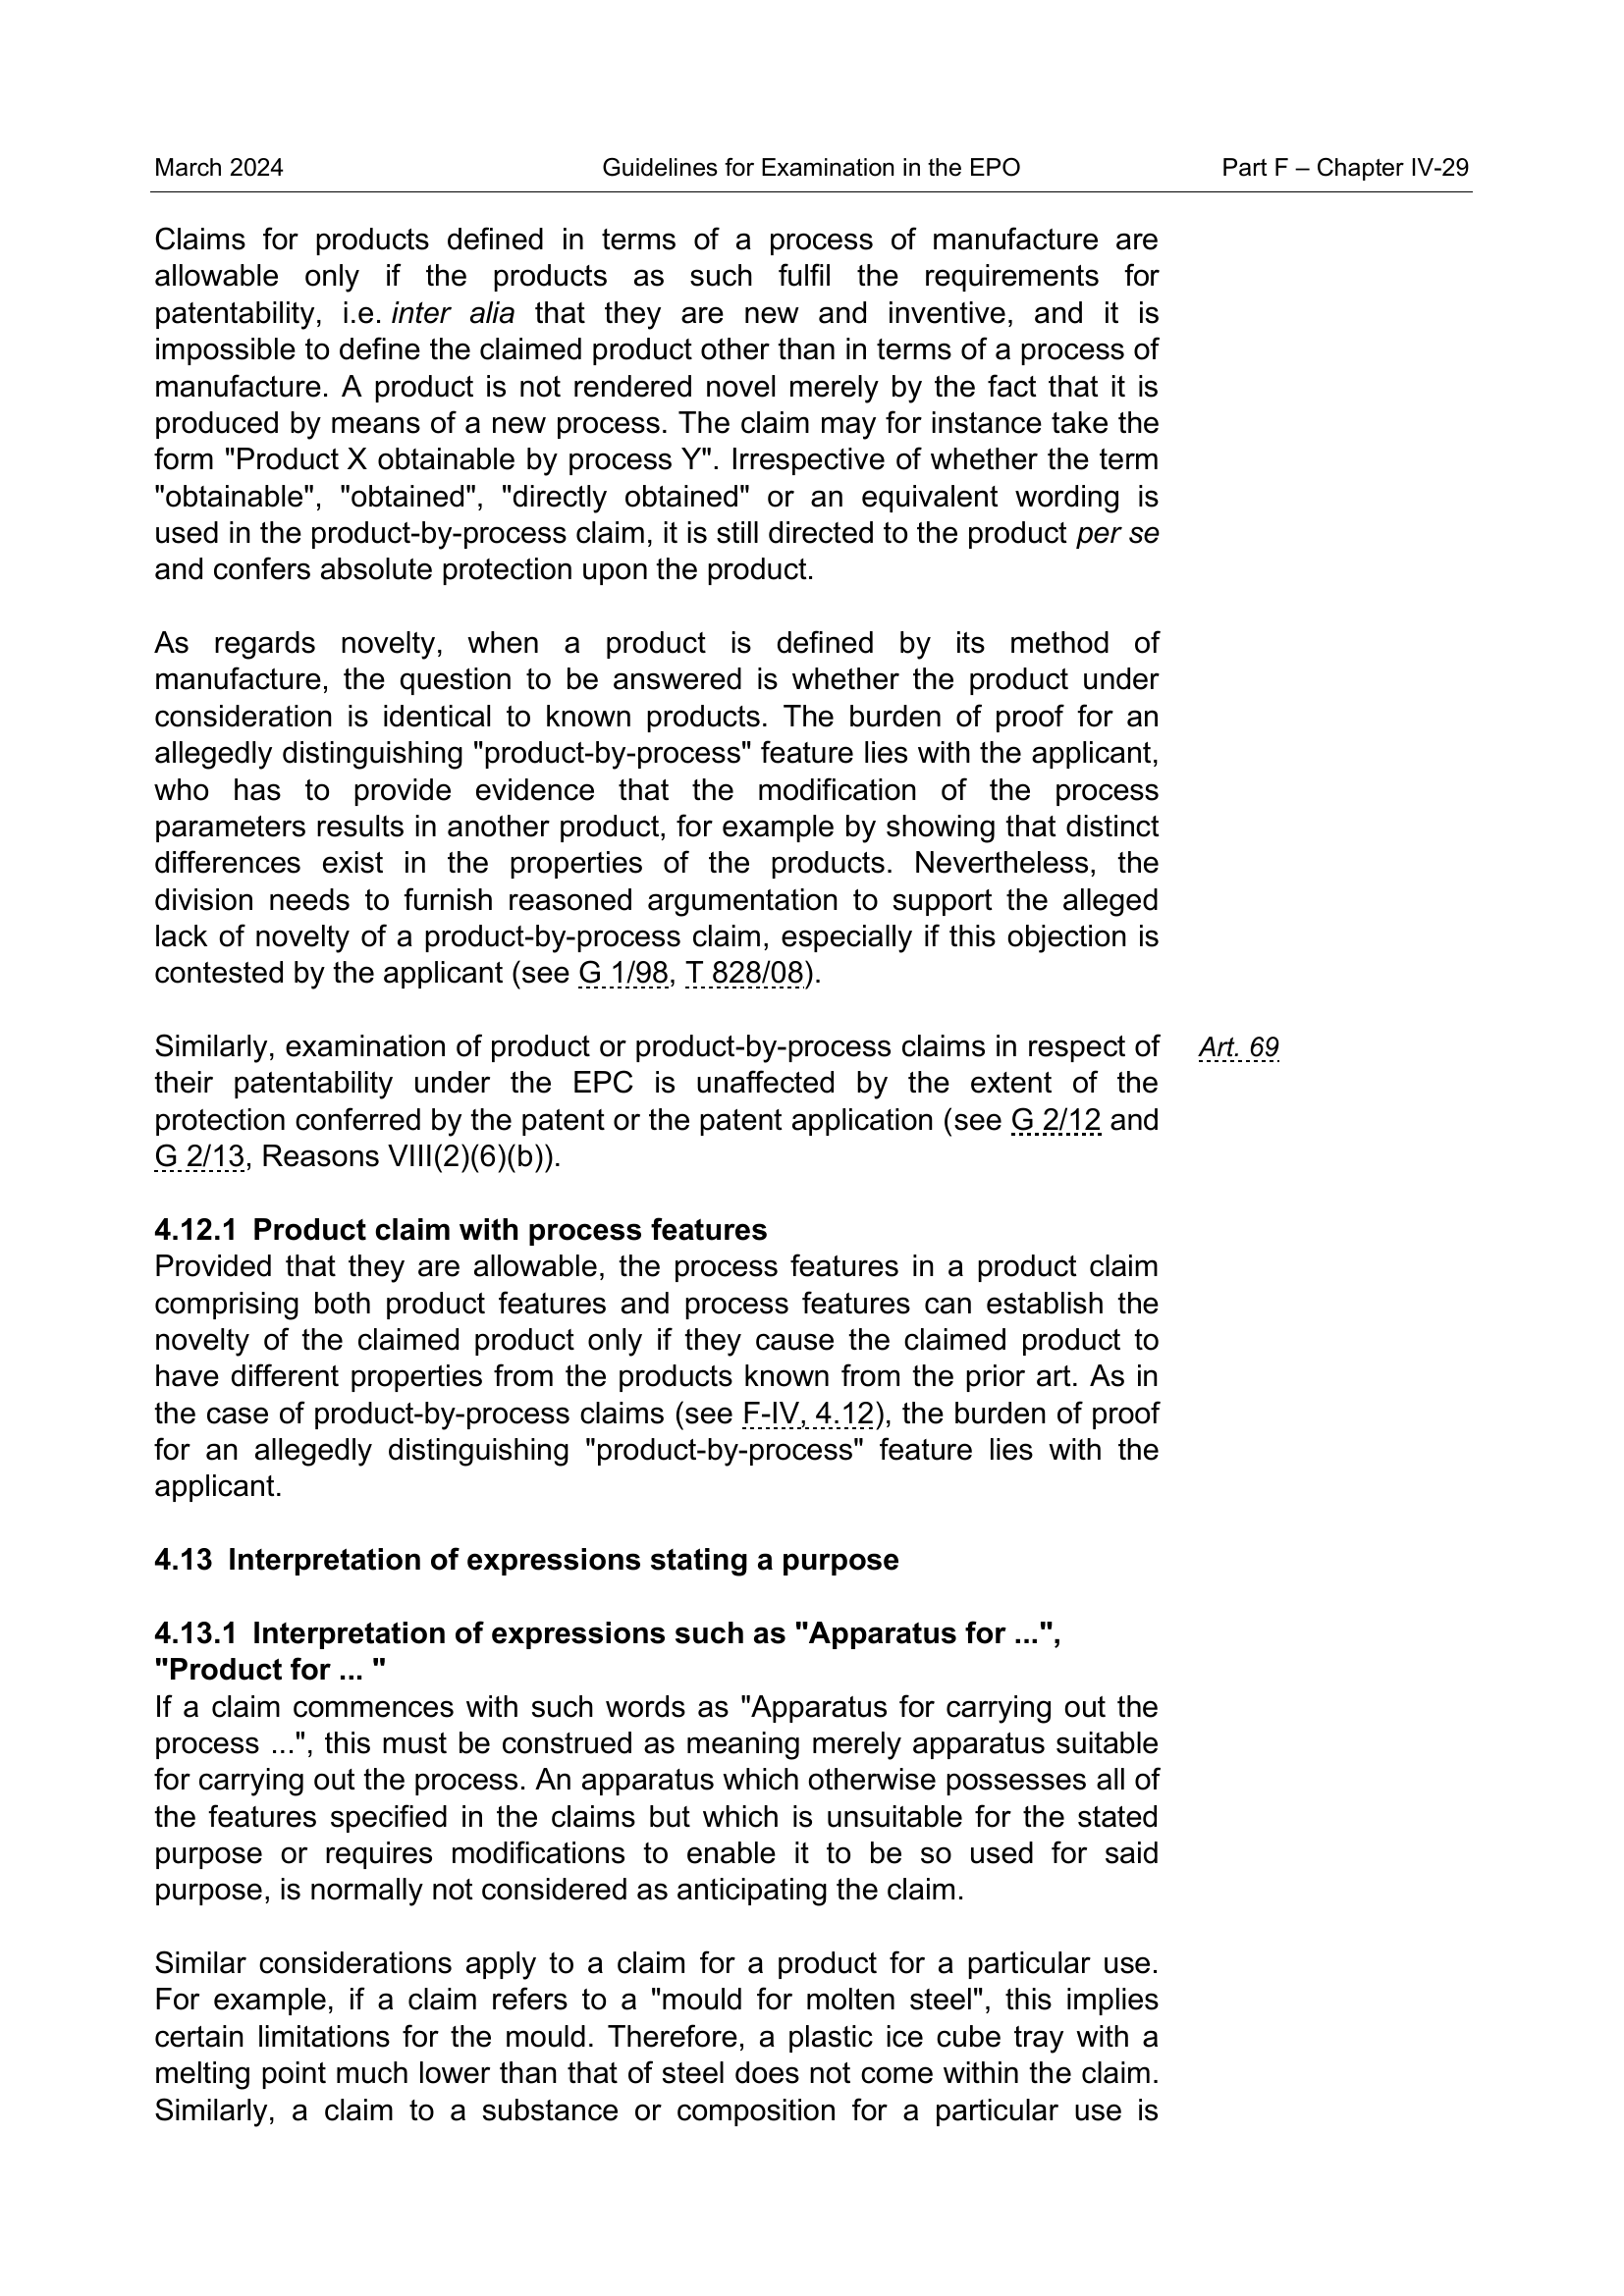 March 2024 Guidelines for Examination in the EPO Part F – Chapter IV-29
Claims for products defined in terms of a process of manufacture are
allowable only if the products as such fulfil the requirements for
patentability, i.e. inter alia that they are new and inventive, and it is
impossible to define the claimed product other than in terms of a process of
manufacture. A product is not rendered novel merely by the fact that it is
produced by means of a new process. The claim may for instance take the
form "Product X obtainable by process Y". Irrespective of whether the term
"obtainable", "obtained", "directly obtained" or an equivalent wording is
used in the product-by-process claim, it is still directed to the product per se
and confers absolute protection upon the product.
As regards novelty, when a product is defined by its method of
manufacture, the question to be answered is whether the product under
consideration is identical to known products. The burden of proof for an
allegedly distinguishing "product-by-process" feature lies with the applicant,
who has to provide evidence that the modification of the process
parameters results in another product, for example by showing that distinct
differences exist in the properties of the products. Nevertheless, the
division needs to furnish reasoned argumentation to support the alleged
lack of novelty of a product-by-process claim, especially if this objection is
contested by the applicant (see G 1/98, T 828/08).
Similarly, examination of product or product-by-process claims in respect of Art. 69
their patentability under the EPC is unaffected by the extent of the
protection conferred by the patent or the patent application (see G 2/12 and
G 2/13, Reasons VIII(2)(6)(b)).
4.12.1 Product claim with process features
Provided that they are allowable, the process features in a product claim
comprising both product features and process features can establish the
novelty of the claimed product only if they cause the claimed product to
have different properties from the products known from the prior art. As in
the case of product-by-process claims (see F-IV, 4.12), the burden of proof
for an allegedly distinguishing "product-by-process" feature lies with the
applicant.
4.13 Interpretation of expressions stating a purpose
4.13.1 Interpretation of expressions such as "Apparatus for ...",
"Product for ... "
If a claim commences with such words as "Apparatus for carrying out the
process ...", this must be construed as meaning merely apparatus suitable
for carrying out the process. An apparatus which otherwise possesses all of
the features specified in the claims but which is unsuitable for the stated
purpose or requires modifications to enable it to be so used for said
purpose, is normally not considered as anticipating the claim.
Similar considerations apply to a claim for a product for a particular use.
For example, if a claim refers to a "mould for molten steel", this implies
certain limitations for the mould. Therefore, a plastic ice cube tray with a
melting point much lower than that of steel does not come within the claim.
Similarly, a claim to a substance or composition for a particular use is